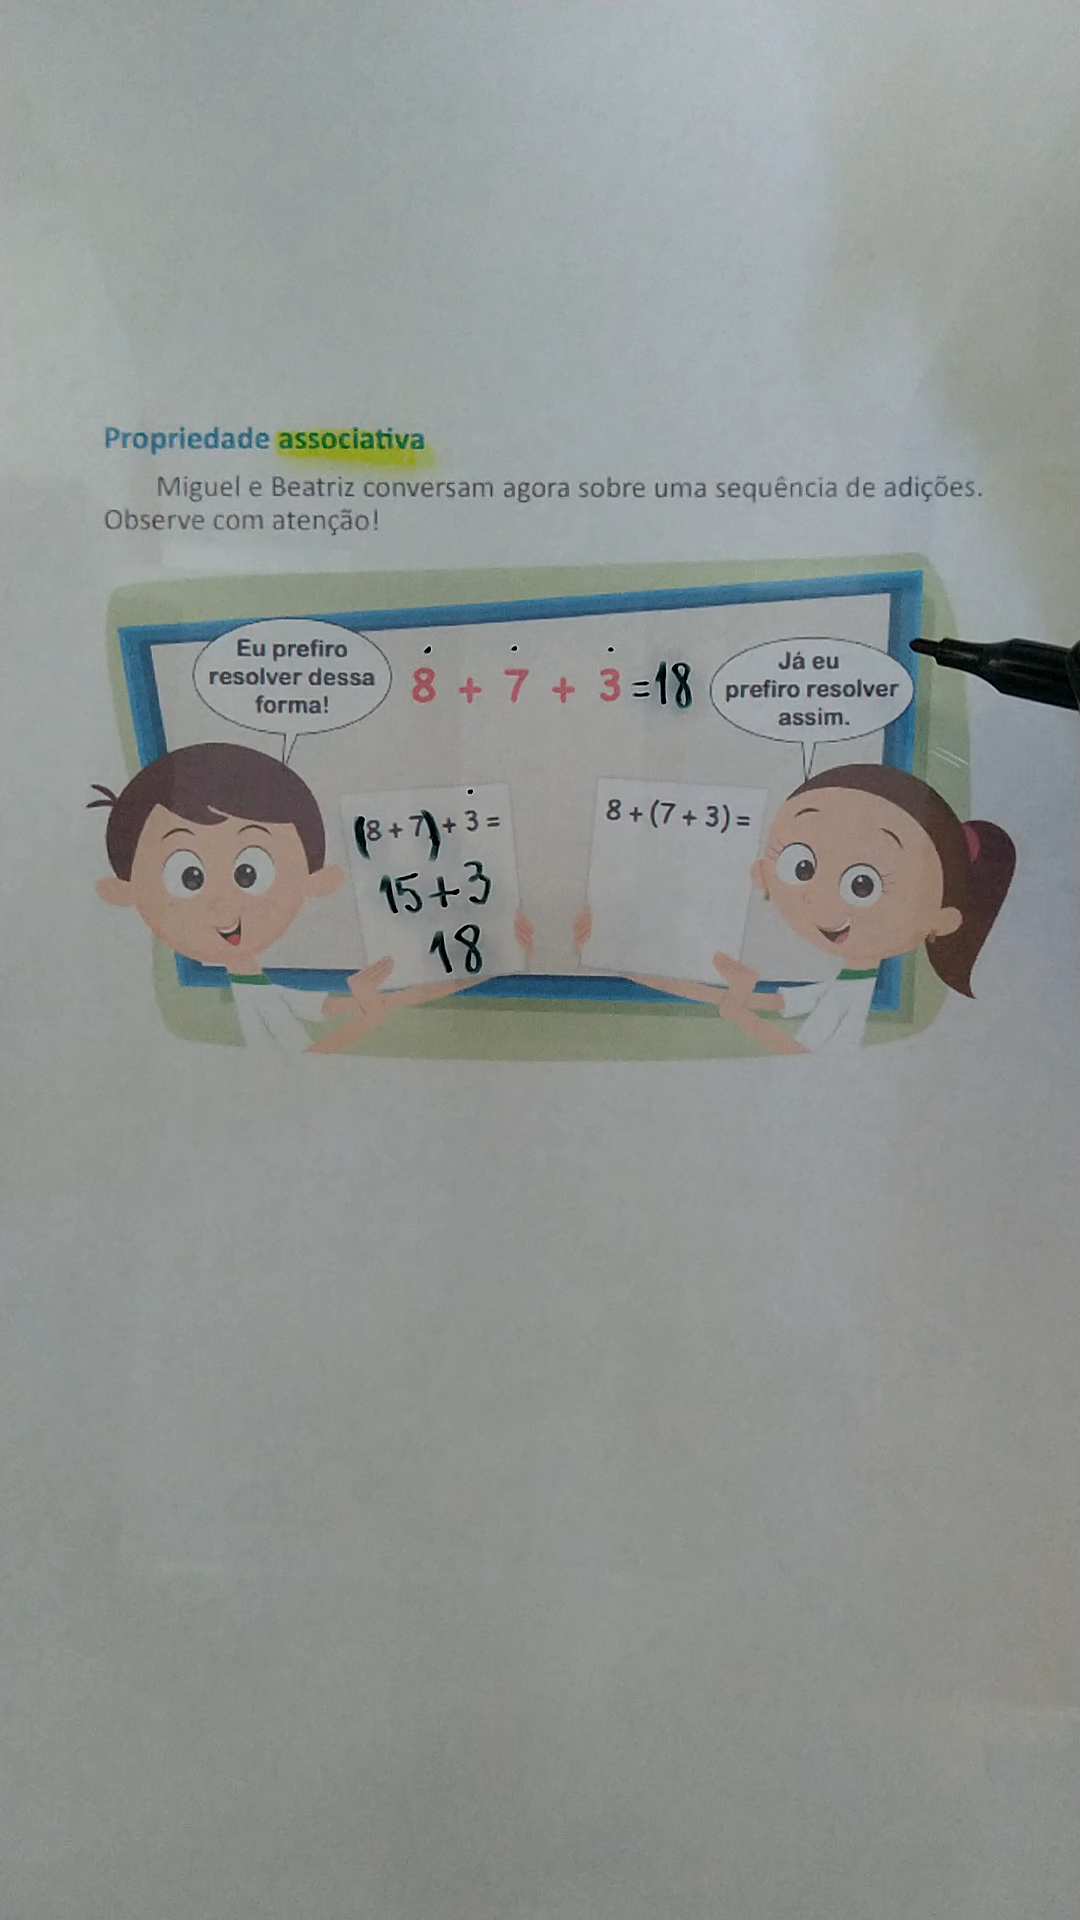 Propriedade associativa
Miguel e Beatriz conversam agora sobre uma sequência de adições.
Observe com atenção!
Eu prefiro
resolver dessa
forma!
8 + 7 + 3 =18
Já eu
prefiro resolver
assim.
(8 + 7) + 3 =
15+3
18
8 + (7 + 3) =